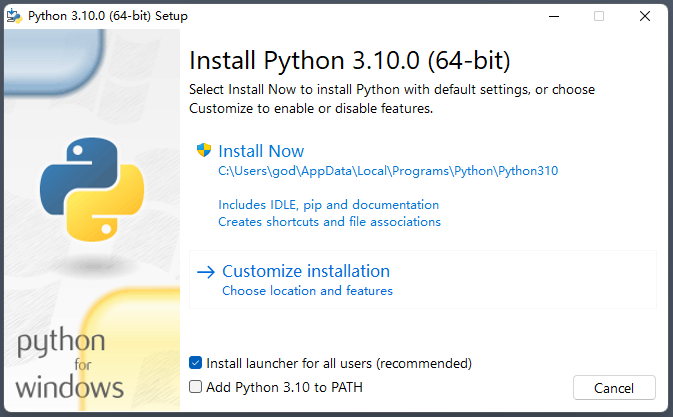 Python 3.10.0 (64-bit) Setup
Install Python 3.10.0 (64-bit)
Select Install Now to install Python with default settings, or choose
Customize to enable or disable features.
Install Now
C:\Users\god\AppData\Local\Programs\Python\Python310
Includes IDLE, pip and documentation
Creates shortcuts and file associations
Customize installation
Choose location and features
python
for
windows
Install launcher for all users (recommended)
Add Python 3.10 to PATH
Cancel